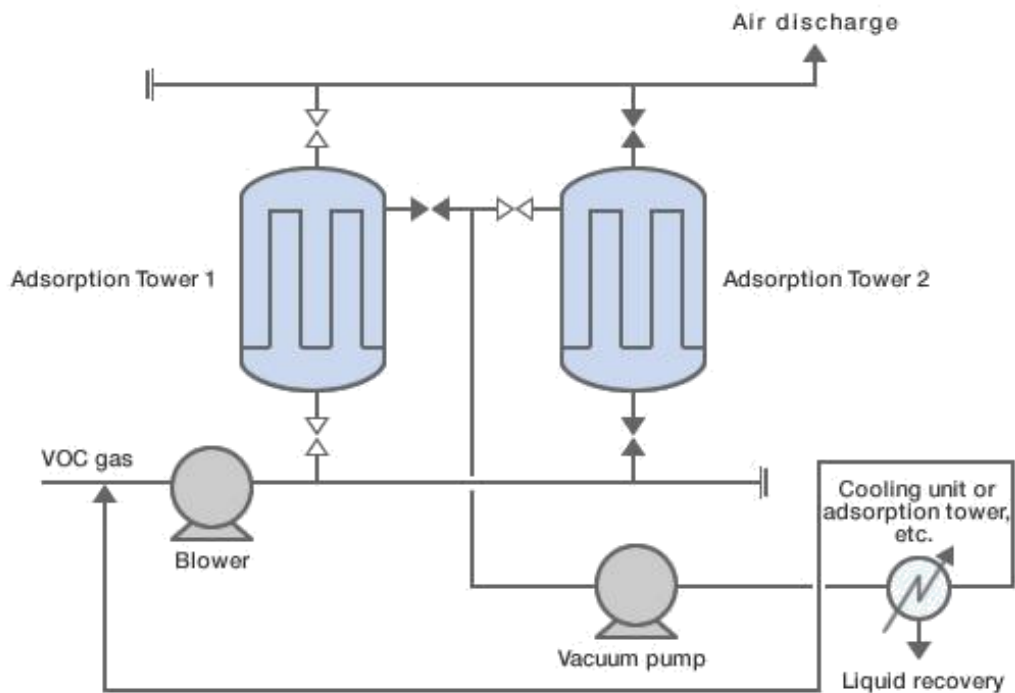 Air discharge
Adsorption Tower 1
Adsorption Tower 2
VOC gas
Blower
Cooling unit or
adsorption tower,
etc.
Vacuum pump
Liquid recovery